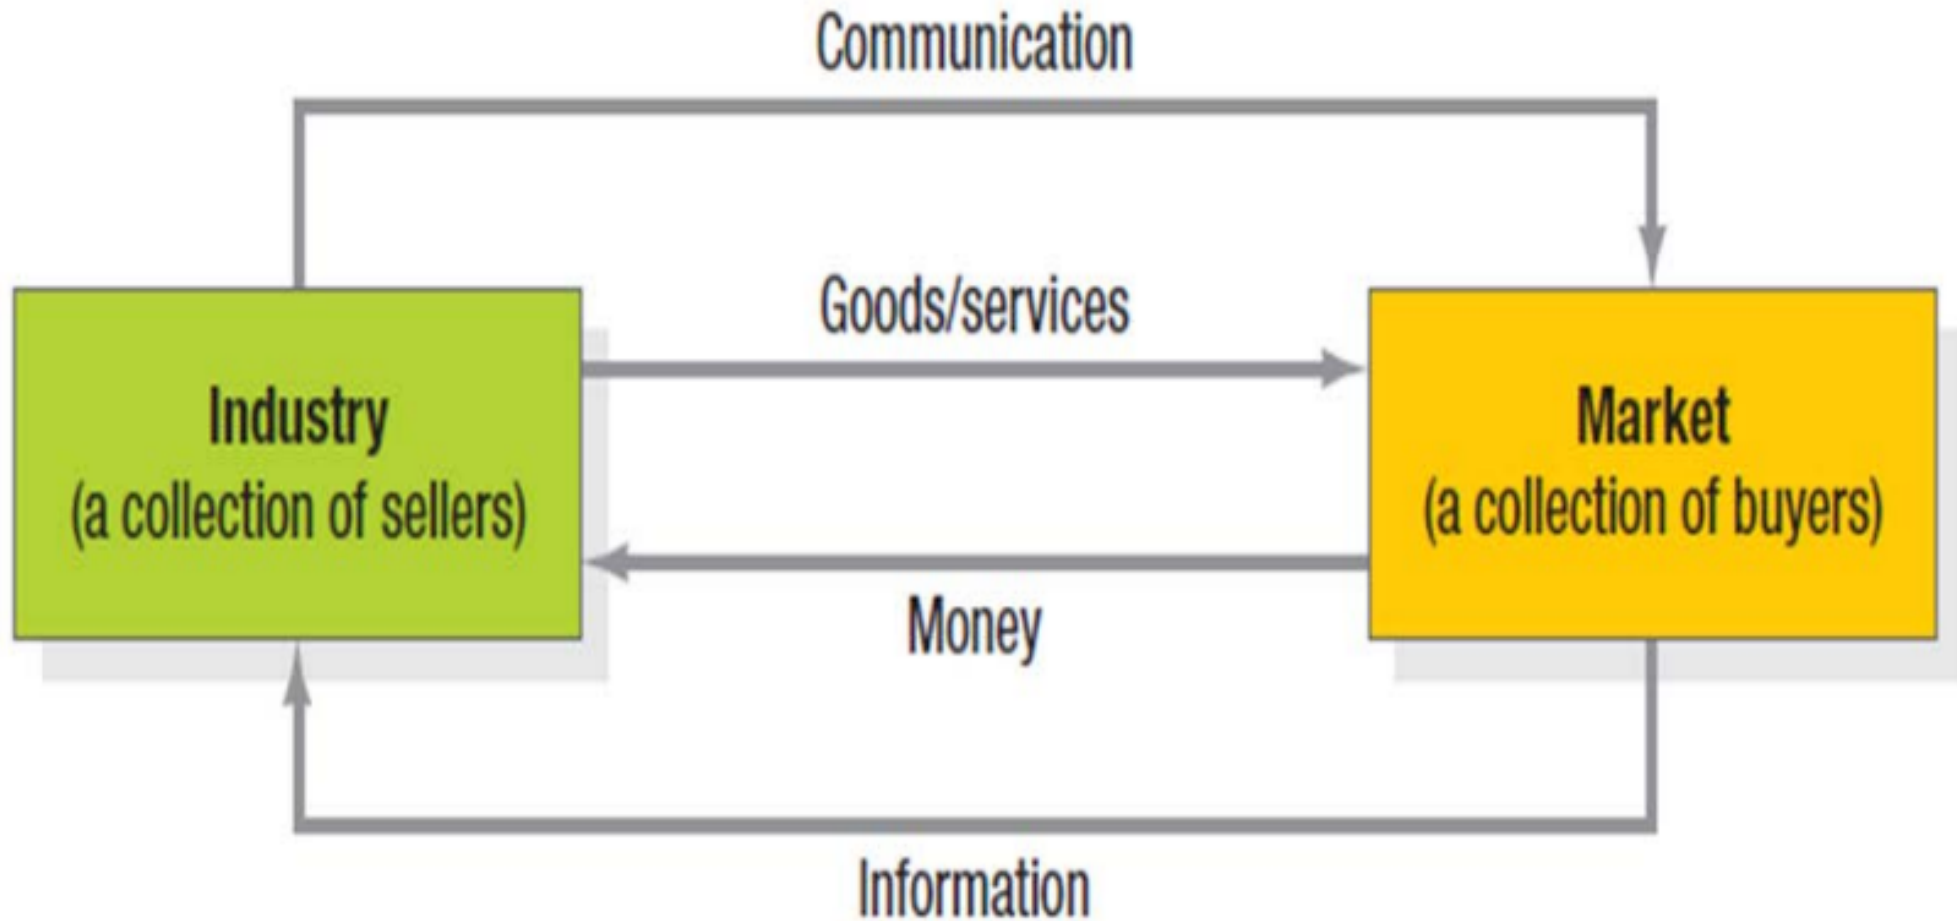 Communication
Goods/services
Industry
(a collection of sellers)
Market
(a collection of buyers)
Money
Information